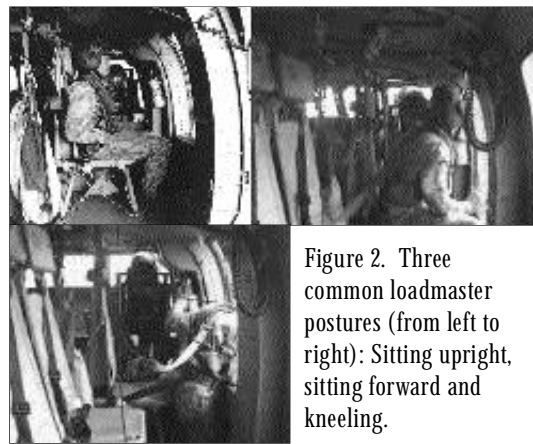 Figure 2. Three
common loadmaster
postures (from left to
right): Sitting upright,
sitting forward and
kneeling.